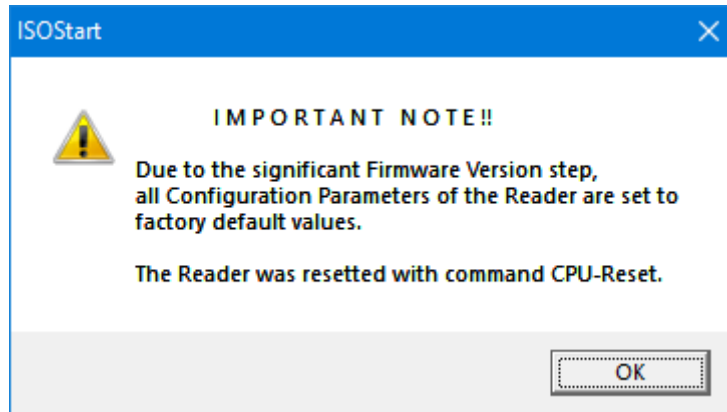 ISOStart
IMPORTANT NOTE!!
Due to the significant Firmware Version step,
all Configuration Parameters of the Reader are set to
factory default values.
The Reader was resetted with command CPU-Reset.
OK